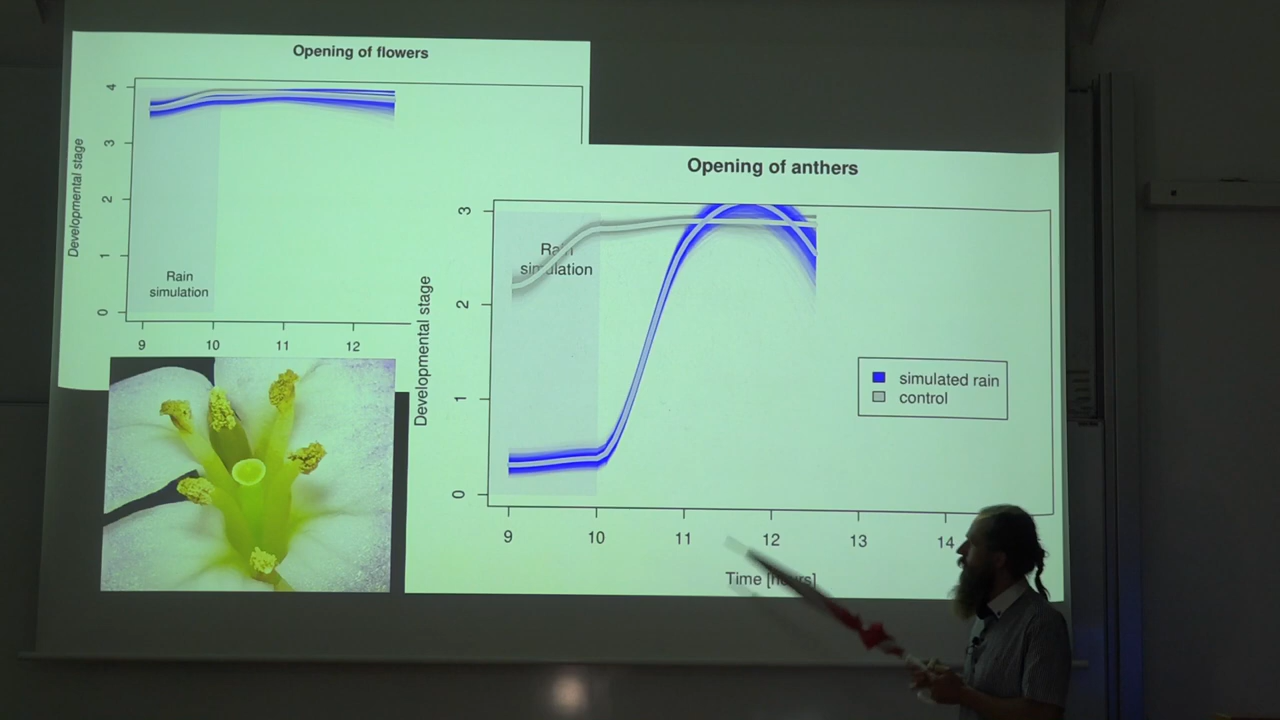 Opening of flowers
Developmental stage
4
3
2
1
0
Rain
simulation
9
10
11
12
Opening of anthers
Developmental stage
3
2
1
0
Rain
simulation
simulated rain
control
9
10
11
12
13
14
Time [hours]